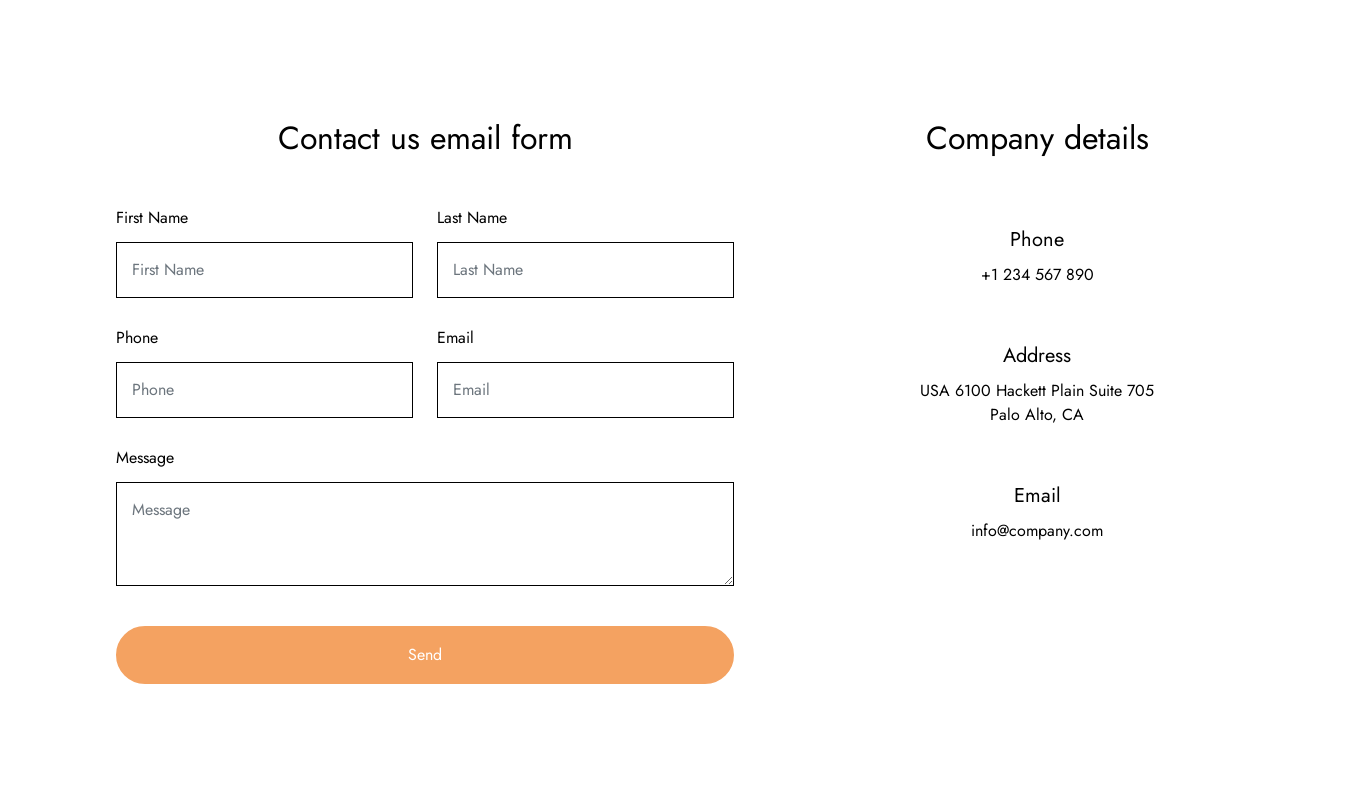 Contact us email form
First Name
Last Name
First Name
Last Name
Phone
Email
Phone
Email
Message
Message
Send
Company details
Phone
+1 234 567 890
Address
USA 6100 Hackett Plain Suite 705
Palo Alto, CA
Email
info@company.com